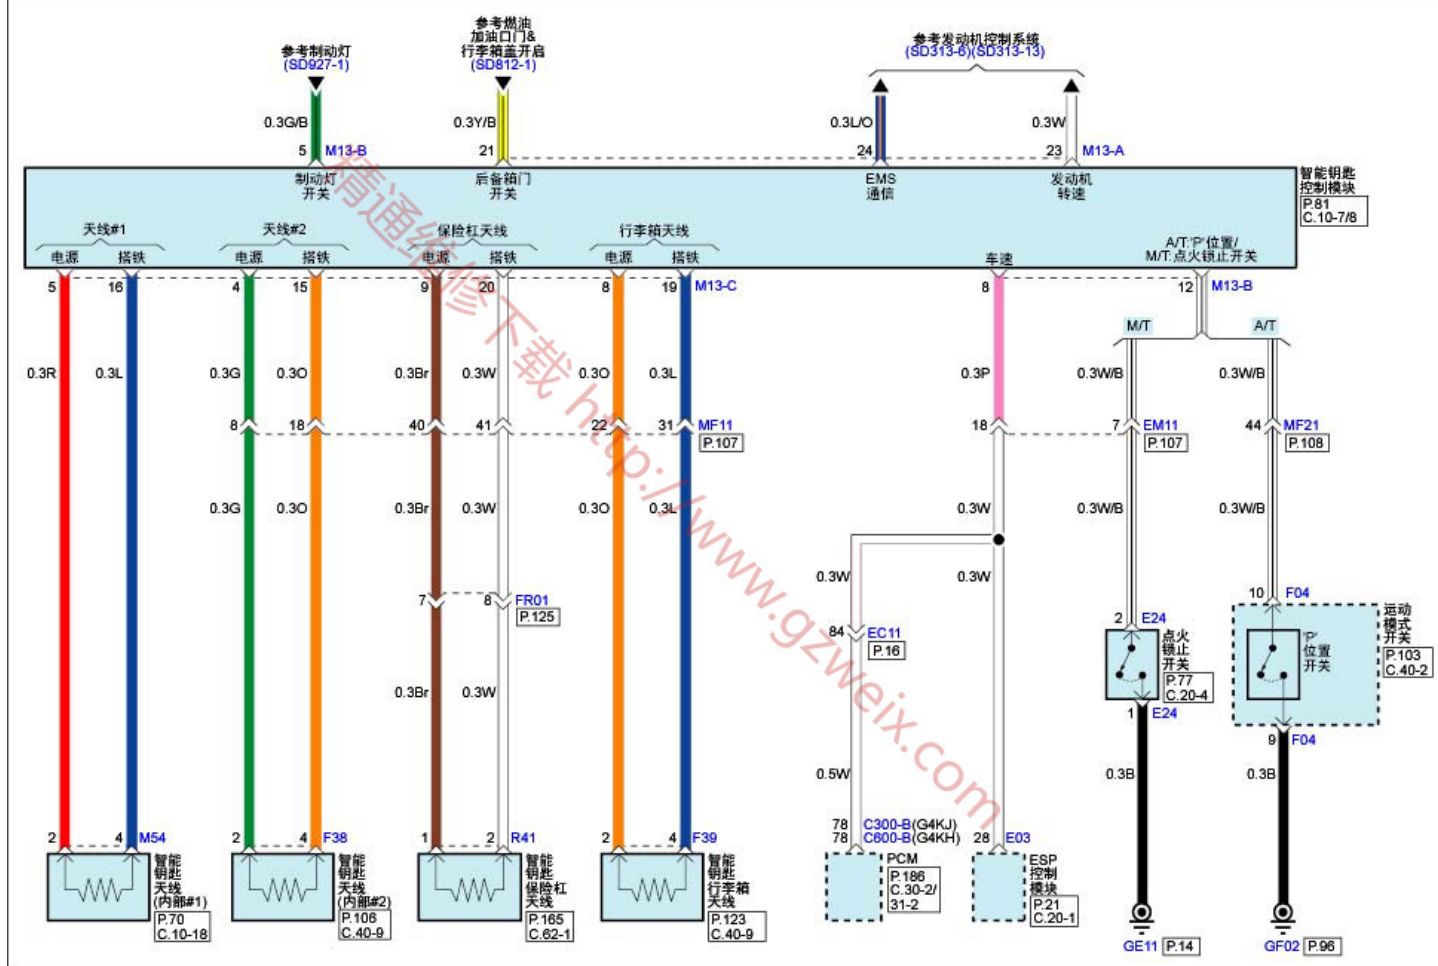 参考制动灯
(SD927-1)
参考燃油
加油口门&
行李箱盖开启
(SD812-1)
参考发动机控制系统
(SD313-6)(SD313-13)
0.3G/B
0.3Y/B
0.3L/O
0.3W
5 M13-B
21
24
23 M13-A
制动灯
开关
后备箱门
开关
EMS
通信
发动机
转速
智能钥匙
控制模块
P.81
C.10-7/8
天线#1
天线#2
保险杠天线
行李箱天线
A/T:'P'位置/
M/T:点火锁止开关
电源 搭铁 电源 搭铁 电源 搭铁 电源 搭铁 车速
5 16 4 15 9 20 8 19 M13-C 8 12 M13-B
M/T A/T
0.3R 0.3L 0.3G 0.3O 0.3Br 0.3W 0.3O 0.3L 0.3P 0.3W/B 0.3W/B
8 18 40 41 22 31 MF11 18 7 EM11 44 MF21
P.107 P.107 P.108
0.3G 0.3O 0.3Br 0.3W 0.3O 0.3L 0.3W 0.3W/B 0.3W/B
0.3W 0.3W
7 8 FR01
P.125
10 F04
2 E24
84 EC11
P.16
点火
锁止
开关
P.77
C.20-4
'P'
位置
开关
运动
模式
开关
P.103
C.40-2
0.3Br 0.3W
1 E24
9 F04
0.5W
0.3B 0.3B
2 4 M54
2 4 F38
1 2 R41
2 4 F39
78 C300-B(G4KJ)
78 C600-B(G4KH)
28 E03
智能
钥匙
天线
(内部#1)
P.70
C.10-18
智能
钥匙
天线
(内部#2)
P.106
C.40-9
智能
钥匙
保险杠
天线
P.165
C.62-1
智能
钥匙
行李箱
天线
P.123
C.40-9
PCM
P.186
C.30-2/
31-2
ESP
控制
模块
P.21
C.20-1
GE11 P.14
GF02 P.96
精通维修下载 http://www.gzweix.com